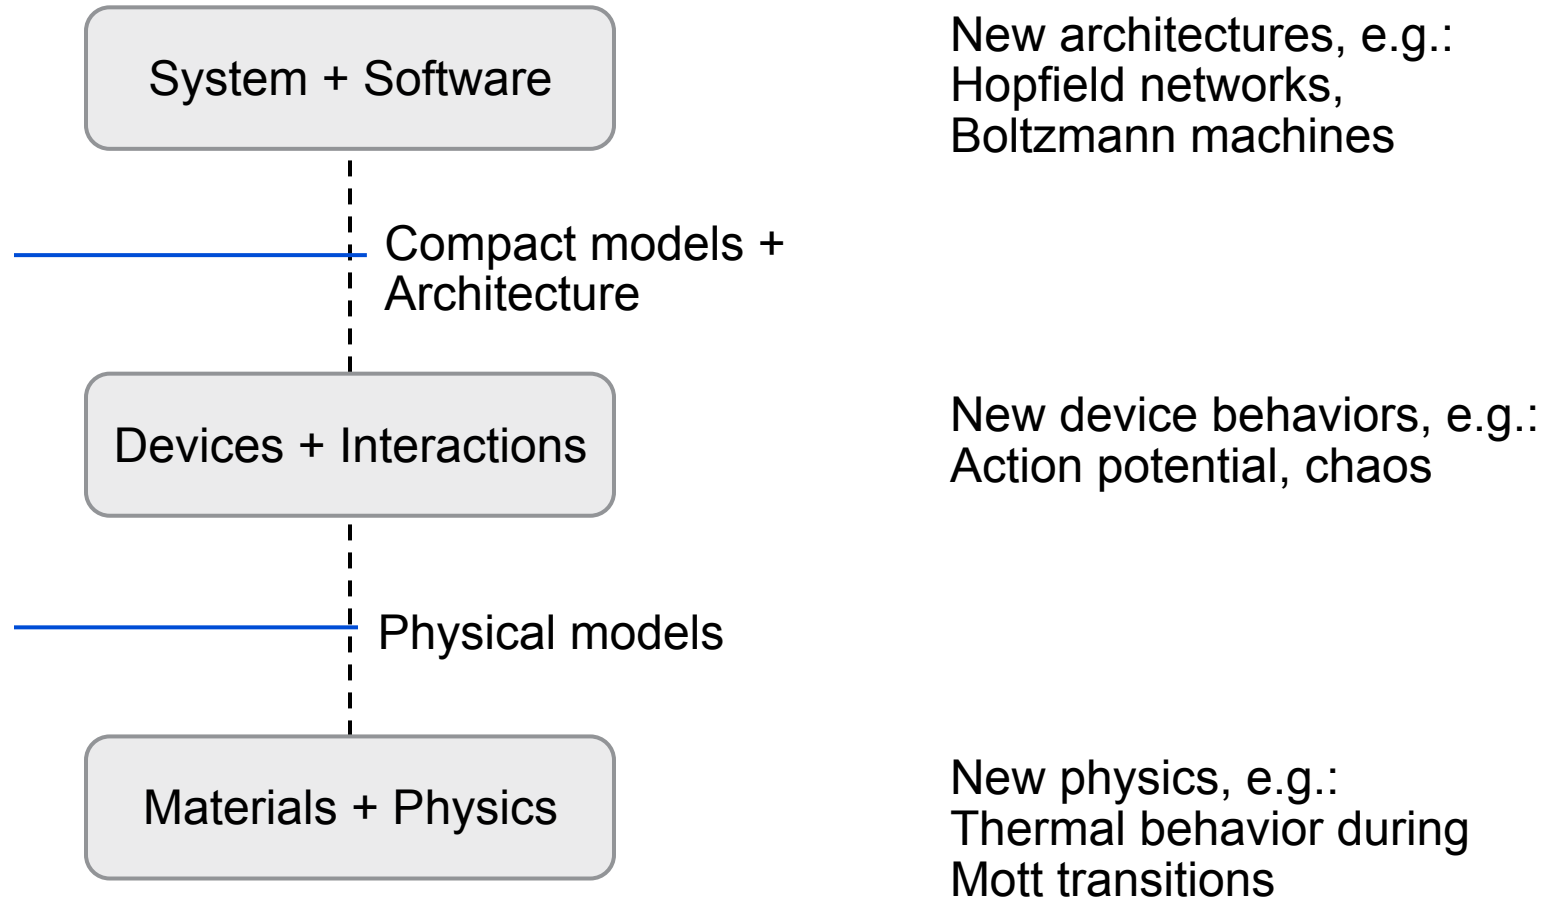 System + Software
New architectures, e.g.:
Hopfield networks,
Boltzmann machines
Compact models +
Architecture
Devices + Interactions
New device behaviors, e.g.:
Action potential, chaos
Physical models
Materials + Physics
New physics, e.g.:
Thermal behavior during
Mott transitions